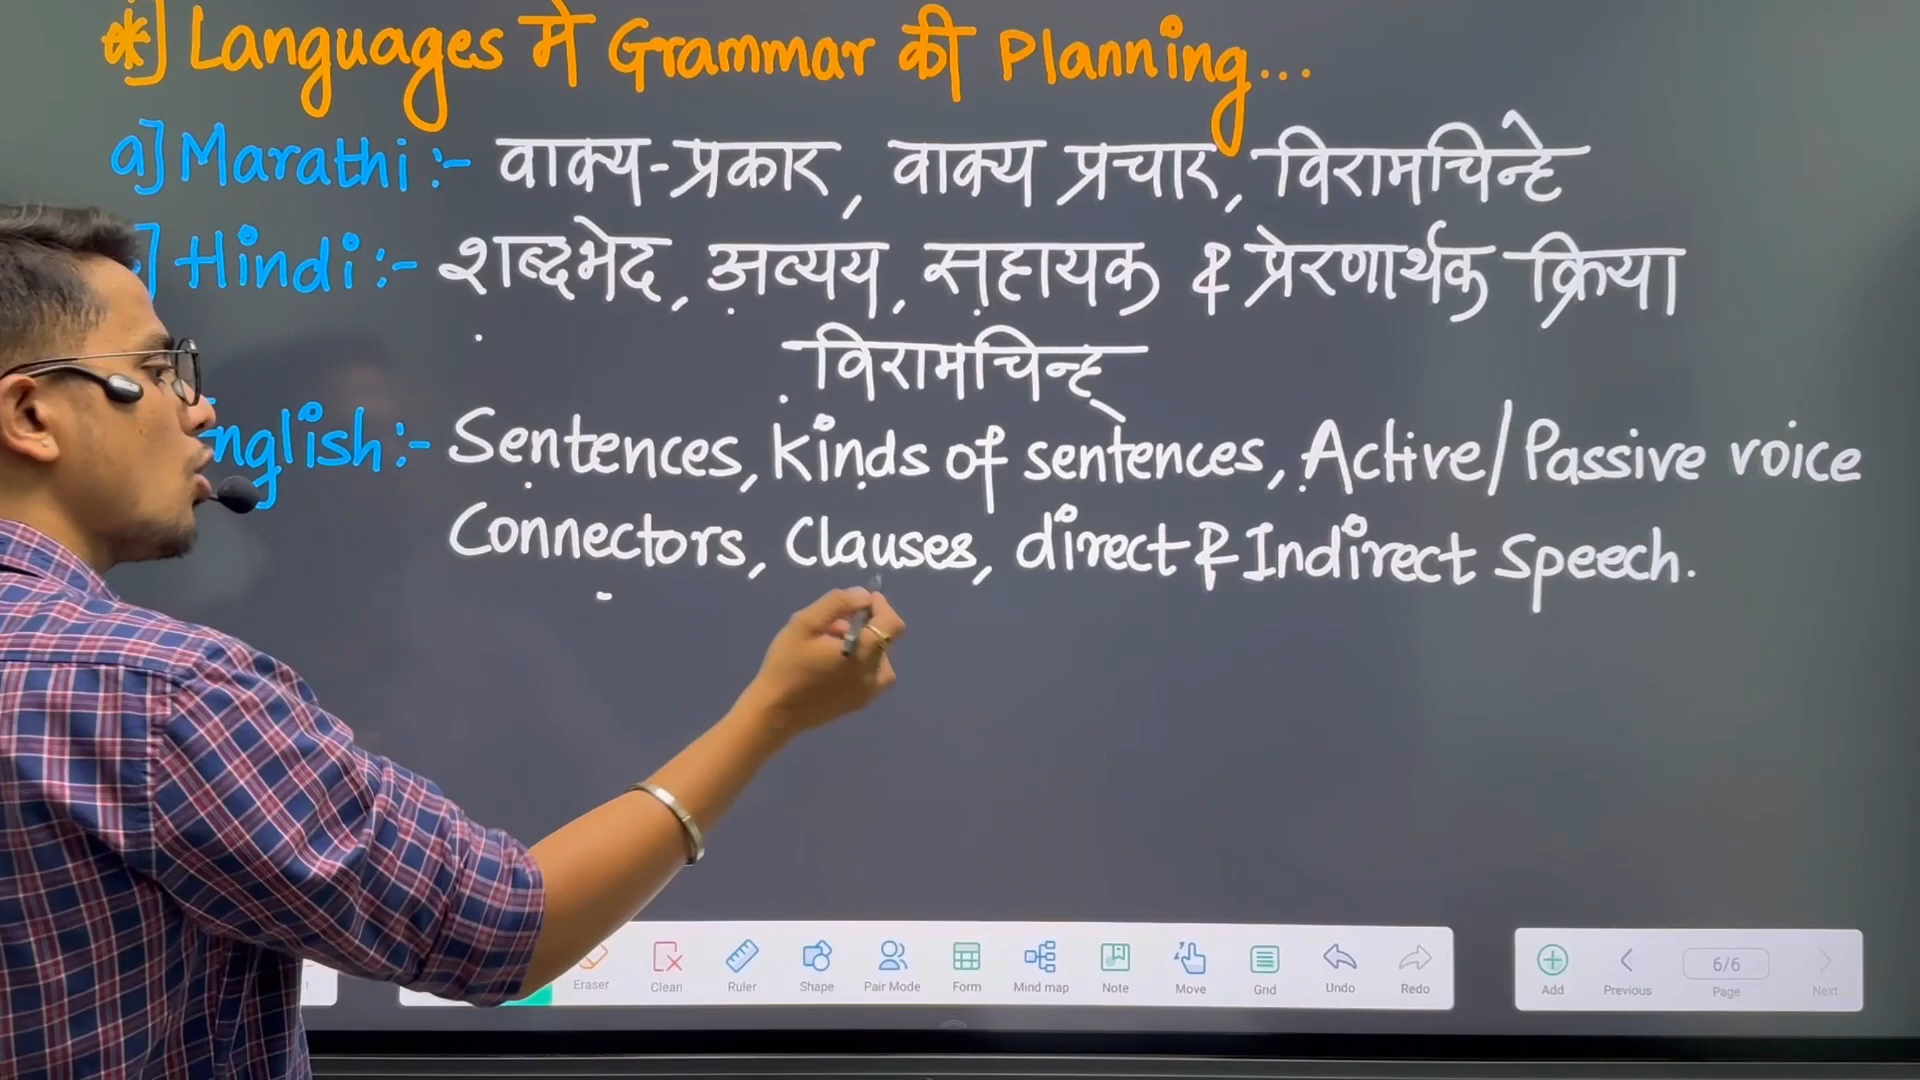 *] Languages में Grammar की Planning...
a] Marathi :- वाक्य-प्रकार, वाक्य प्रचार, विरामचिन्हे
] Hindi :- शब्दभेद, अव्यय, सहायक & प्रेरणार्थक क्रिया
विरामचिन्ह्
English :- Sentences, Kinds of sentences, Active/Passive voice
Connectors, Clauses, direct & Indirect Speech.
Eraser Clean Ruler Shape Pair Mode Form Mind map Note Move Grid Undo Redo Add Previous 6/6 Page Next